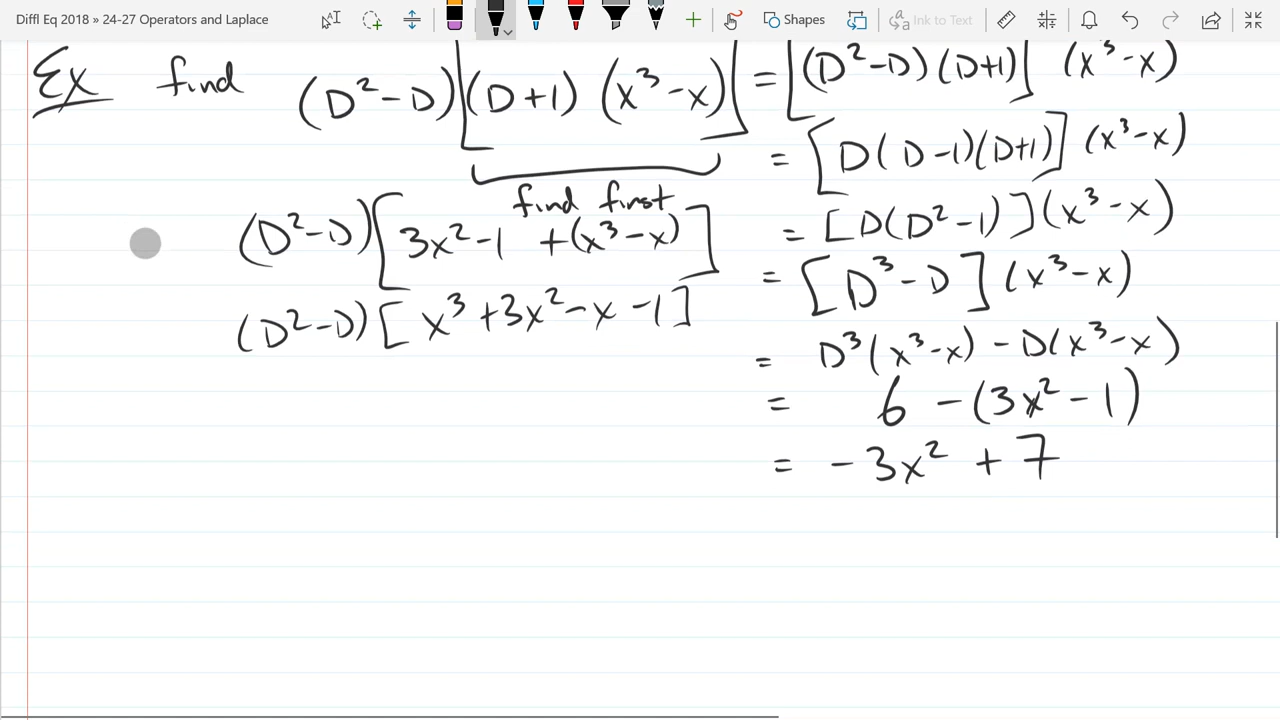 Diffl Eq 2018 » 24-27 Operators and Laplace
Shapes
Ink to Text
Ex find (D²-D)[(D+1) (x³-x)] = [(D²-D)(D+1)] (x³-x)
= [D(D-1)(D+1)] (x³-x)
find first
(D²-D)[3x²-1 +(x³-x)]
= [D(D²-1)](x³-x)
= [D³-D](x³-x)
(D²-D)[x³+3x²-x-1]
= D³(x³-x) - D(x³-x)
= 6 -(3x²-1)
= -3x² + 7